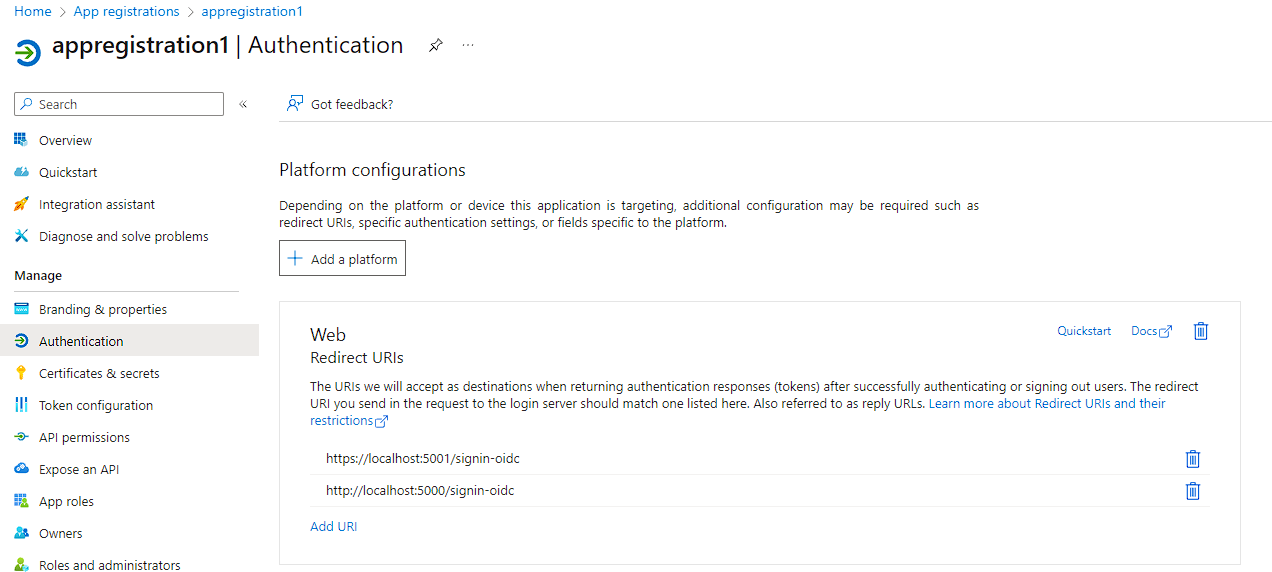 Home > App registrations > appregistration1
appregistration1 | Authentication
Search
Got feedback?
Overview
Quickstart
Integration assistant
Diagnose and solve problems
Manage
Branding & properties
Authentication
Certificates & secrets
Token configuration
API permissions
Expose an API
App roles
Owners
Roles and administrators
Platform configurations
Depending on the platform or device this application is targeting, additional configuration may be required such as
redirect URIs, specific authentication settings, or fields specific to the platform.
Add a platform
Web
Quickstart Docs
Redirect URIs
The URIs we will accept as destinations when returning authentication responses (tokens) after successfully authenticating or signing out users. The redirect
URI you send in the request to the login server should match one listed here. Also referred to as reply URLs. Learn more about Redirect URIs and their
restrictions
https://localhost:5001/signin-oidc
http://localhost:5000/signin-oidc
Add URI